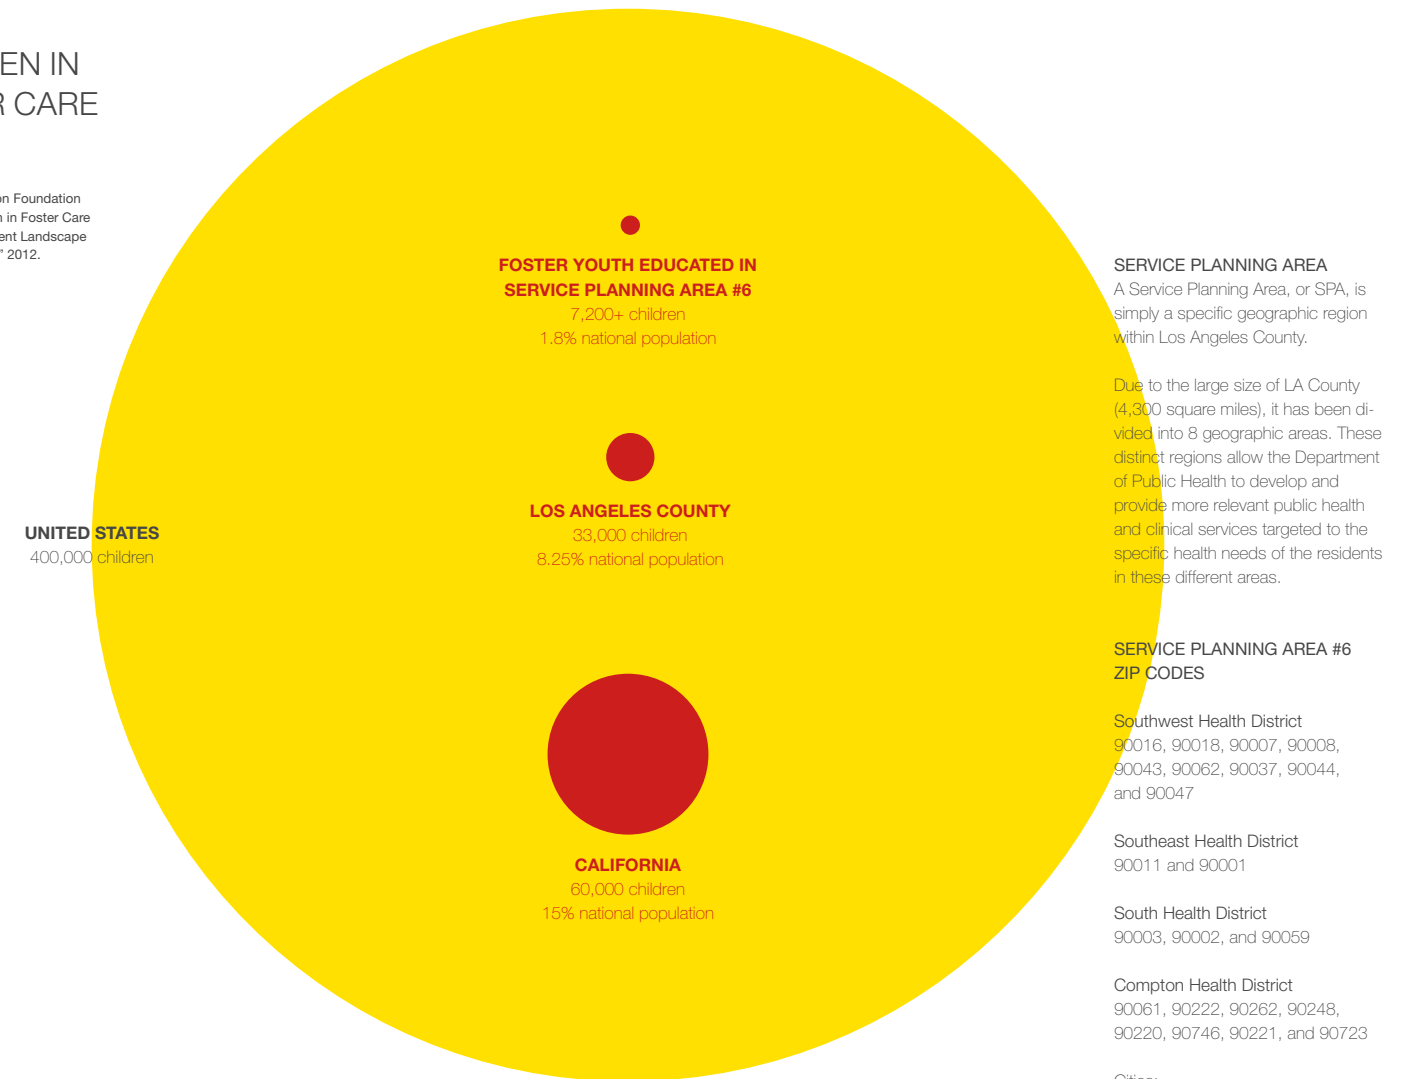 EN IN
R CARE
on Foundation
n in Foster Care
ent Landscape
” 2012.
FOSTER YOUTH EDUCATED IN
SERVICE PLANNING AREA #6
7,200+ children
1.8% national population
LOS ANGELES COUNTY
33,000 children
8.25% national population
UNITED STATES
400,000 children
CALIFORNIA
60,000 children
15% national population
SERVICE PLANNING AREA
A Service Planning Area, or SPA, is
simply a specific geographic region
within Los Angeles County.
Due to the large size of LA County
(4,300 square miles), it has been di-
vided into 8 geographic areas. These
distinct regions allow the Department
of Public Health to develop and
provide more relevant public health
and clinical services targeted to the
specific health needs of the residents
in these different areas.
SERVICE PLANNING AREA #6
ZIP CODES
Southwest Health District
90016, 90018, 90007, 90008,
90043, 90062, 90037, 90044,
and 90047
Southeast Health District
90011 and 90001
South Health District
90003, 90002, and 90059
Compton Health District
90061, 90222, 90262, 90248,
90220, 90746, 90221, and 90723